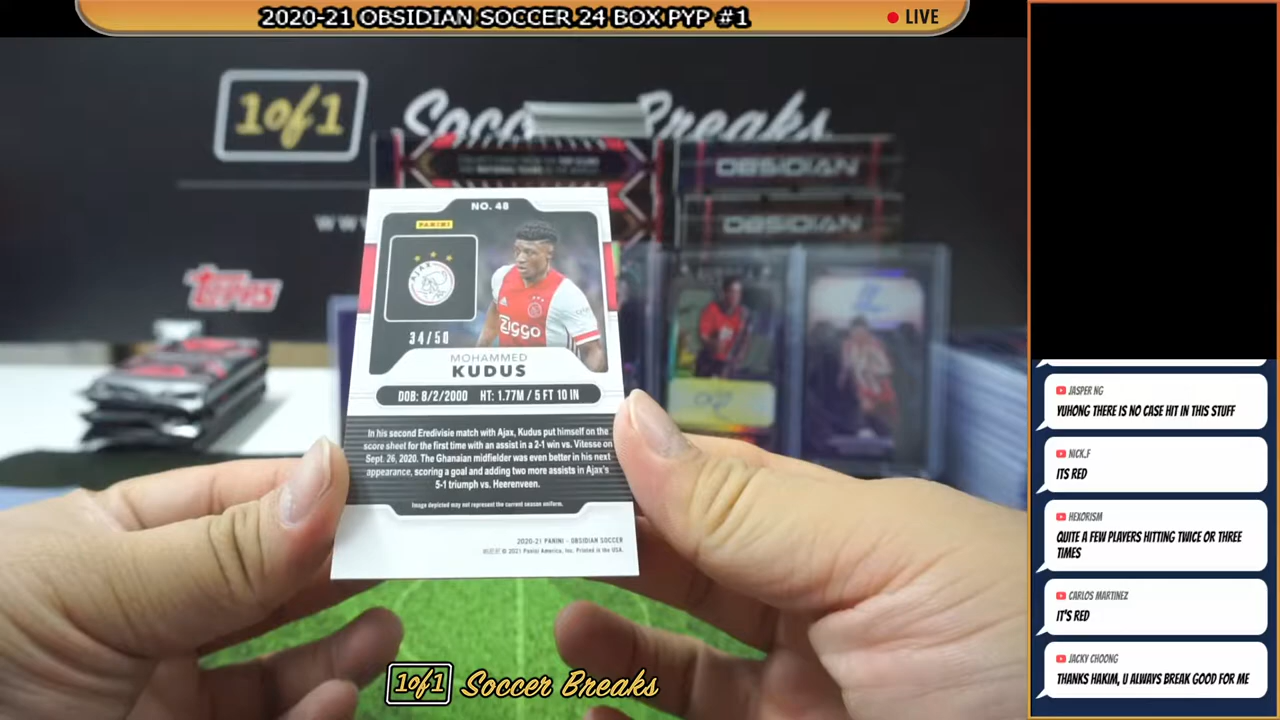 2020-21 OBSIDIAN SOCCER 24 BOX PYP #1
LIVE
1of1
Soccer Breaks
OBSIDIAN
OBSIDIAN
TOPPS
NO. 48
PANINI
AJAX
Ziggo
34/50
MOHAMMED
KUDUS
DOB: 8/2/2000 HT: 1.77M / 5 FT 10 IN
In his second Eredivisie match with Ajax, Kudus put himself on the
score sheet for the first time with an assist in a 2-1 win vs. Vitesse on
Sept. 26, 2020. The Ghanaian midfielder was even better in his next
appearance, scoring a goal and adding two more assists in Ajax's
5-1 triumph vs. Heerenveen.
Image depicted may not represent the current season uniform.
2020-21 PANINI - OBSIDIAN SOCCER
© 2021 Panini America, Inc. Printed in the USA.
1of1 Soccer Breaks
JASPER NG
YUHONG THERE IS NO CASE HIT IN THIS STUFF
NICK.F
ITS RED
HEXORISM
QUITE A FEW PLAYERS HITTING TWICE OR THREE
TIMES
CARLOS MARTINEZ
IT'S RED
JACKY CHOONG
THANKS HAKIM, U ALWAYS BREAK GOOD FOR ME